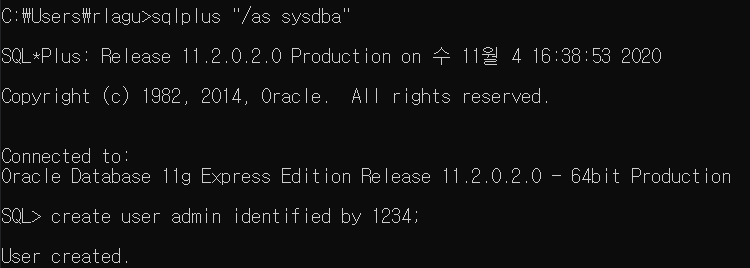 C:₩Users₩rlagu>sqlplus "/as sysdba"
SQL*Plus: Release 11.2.0.2.0 Production on 수 11월 4 16:38:53 2020
Copyright (c) 1982, 2014, Oracle.  All rights reserved.
Connected to:
Oracle Database 11g Express Edition Release 11.2.0.2.0 - 64bit Production
SQL> create user admin identified by 1234;
User created.